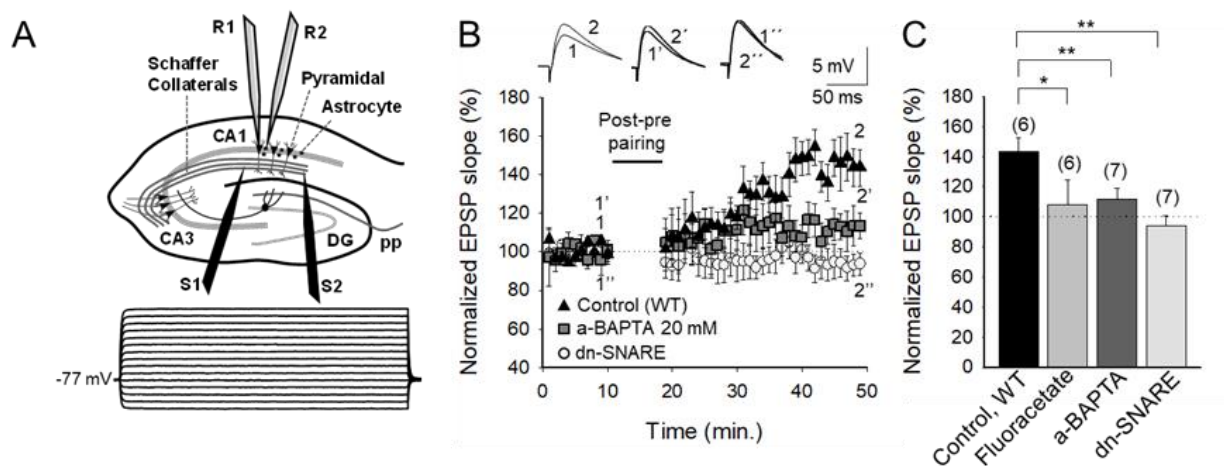 A
R1
R2
Schaffer
Collaterals
Pyramidal
Astrocyte
CA1
CA3
DG
pp
S1
S2
-77 mV
B
2
1
2´
1'
1´´
2´´
5 mV
50 ms
Normalized EPSP slope (%)
180
160
140
120
100
80
60
40
Post-pre
pairing
1'
1
1''
2
2'
2''
Control (WT)
a-BAPTA 20 mM
dn-SNARE
0
10
20
30
40
50
Time (min.)
C
**
**
*
Normalized EPSP slope (%)
180
160
140
120
100
80
60
40
20
0
(6)
(6)
(7)
(7)
Control, WT
Fluoracetate
a-BAPTA
dn-SNARE